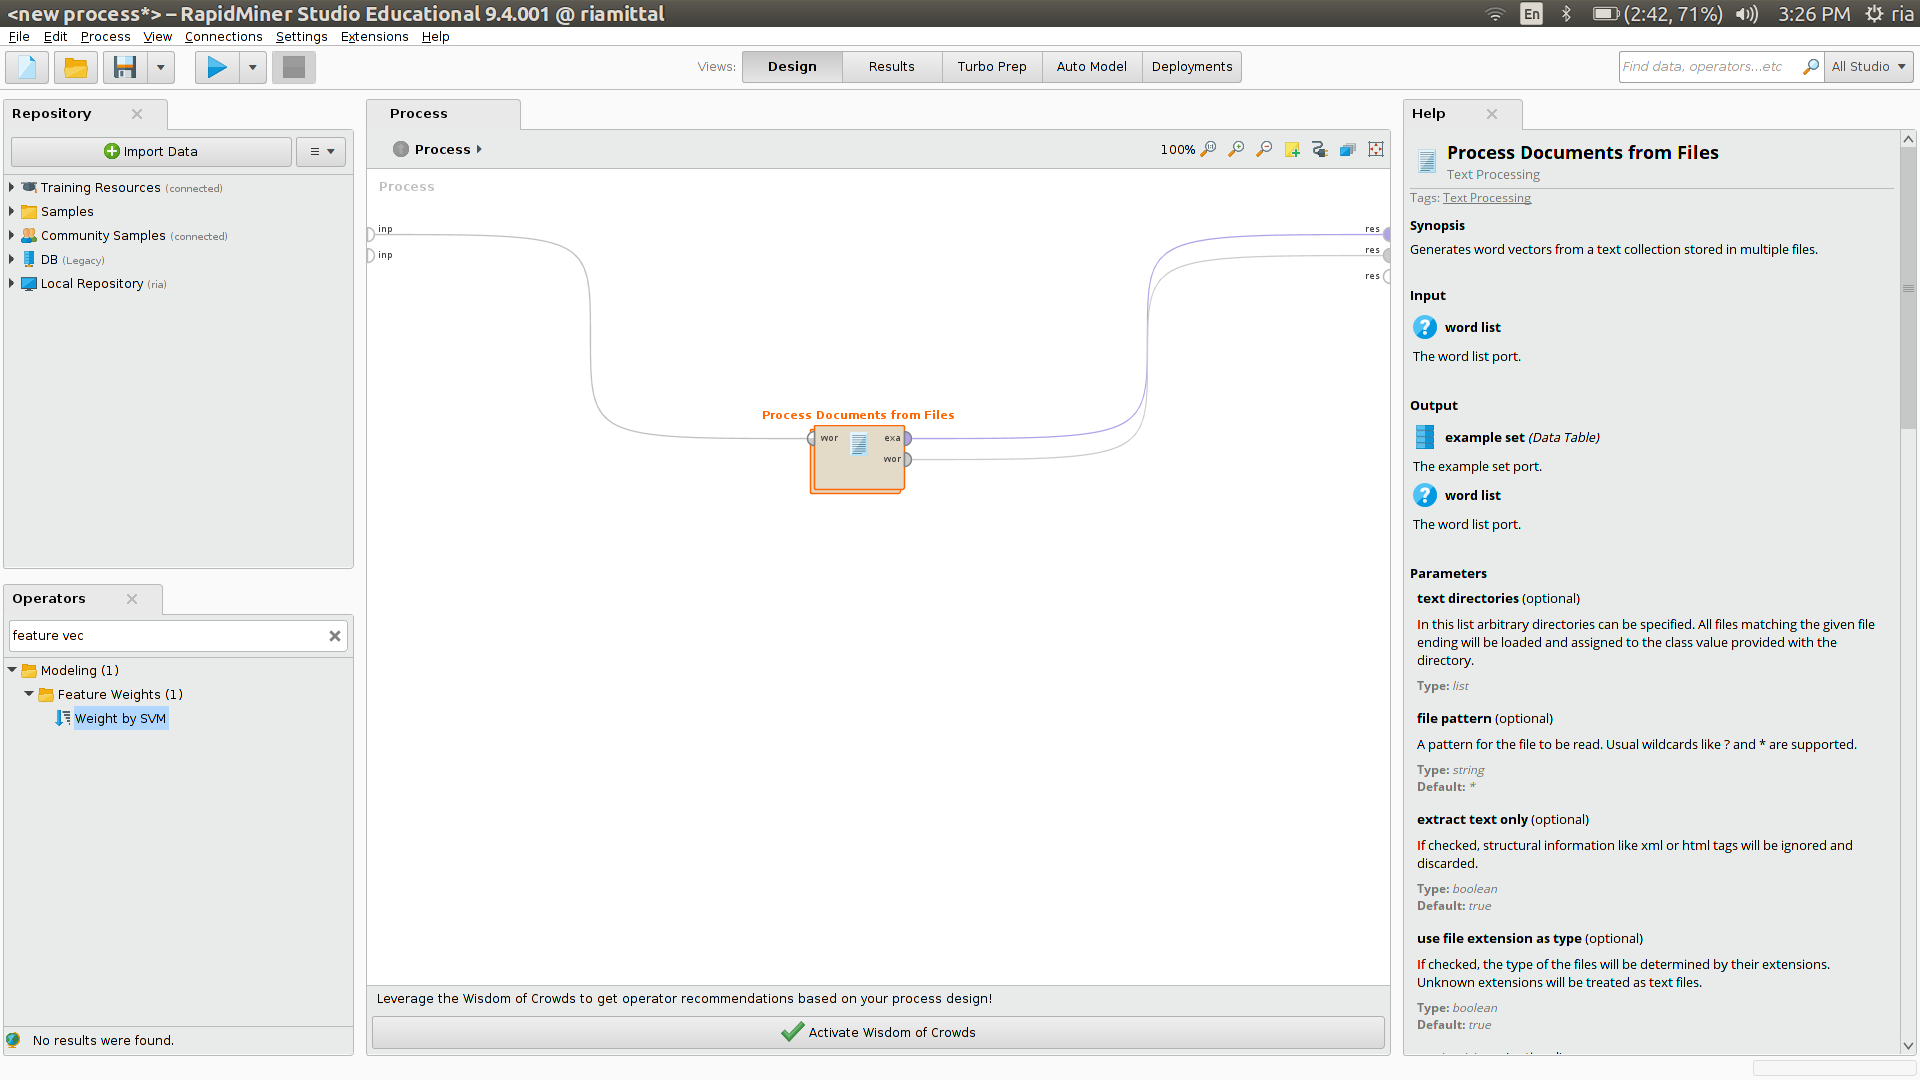 <new process*> – RapidMiner Studio Educational 9.4.001 @ riamittal
En (2:42, 71%) 3:26 PM ria
File Edit Process View Connections Settings Extensions Help
Views: Design Results Turbo Prep Auto Model Deployments
Find data, operators...etc All Studio
Repository
Import Data
Training Resources (connected)
Samples
Community Samples (connected)
DB (Legacy)
Local Repository (ria)
Operators
feature vec
Modeling (1)
Feature Weights (1)
Weight by SVM
No results were found.
Process
Process
100%
Process
inp
inp
res
res
res
Process Documents from Files
wor exa
wor
Leverage the Wisdom of Crowds to get operator recommendations based on your process design!
Activate Wisdom of Crowds
Help
Process Documents from Files
Text Processing
Tags: Text Processing
Synopsis
Generates word vectors from a text collection stored in multiple files.
Input
word list
The word list port.
Output
example set (Data Table)
The example set port.
word list
The word list port.
Parameters
text directories (optional)
In this list arbitrary directories can be specified. All files matching the given file
ending will be loaded and assigned to the class value provided with the
directory.
Type: list
file pattern (optional)
A pattern for the file to be read. Usual wildcards like ? and * are supported.
Type: string
Default: *
extract text only (optional)
If checked, structural information like xml or html tags will be ignored and
discarded.
Type: boolean
Default: true
use file extension as type (optional)
If checked, the type of the files will be determined by their extensions.
Unknown extensions will be treated as text files.
Type: boolean
Default: true